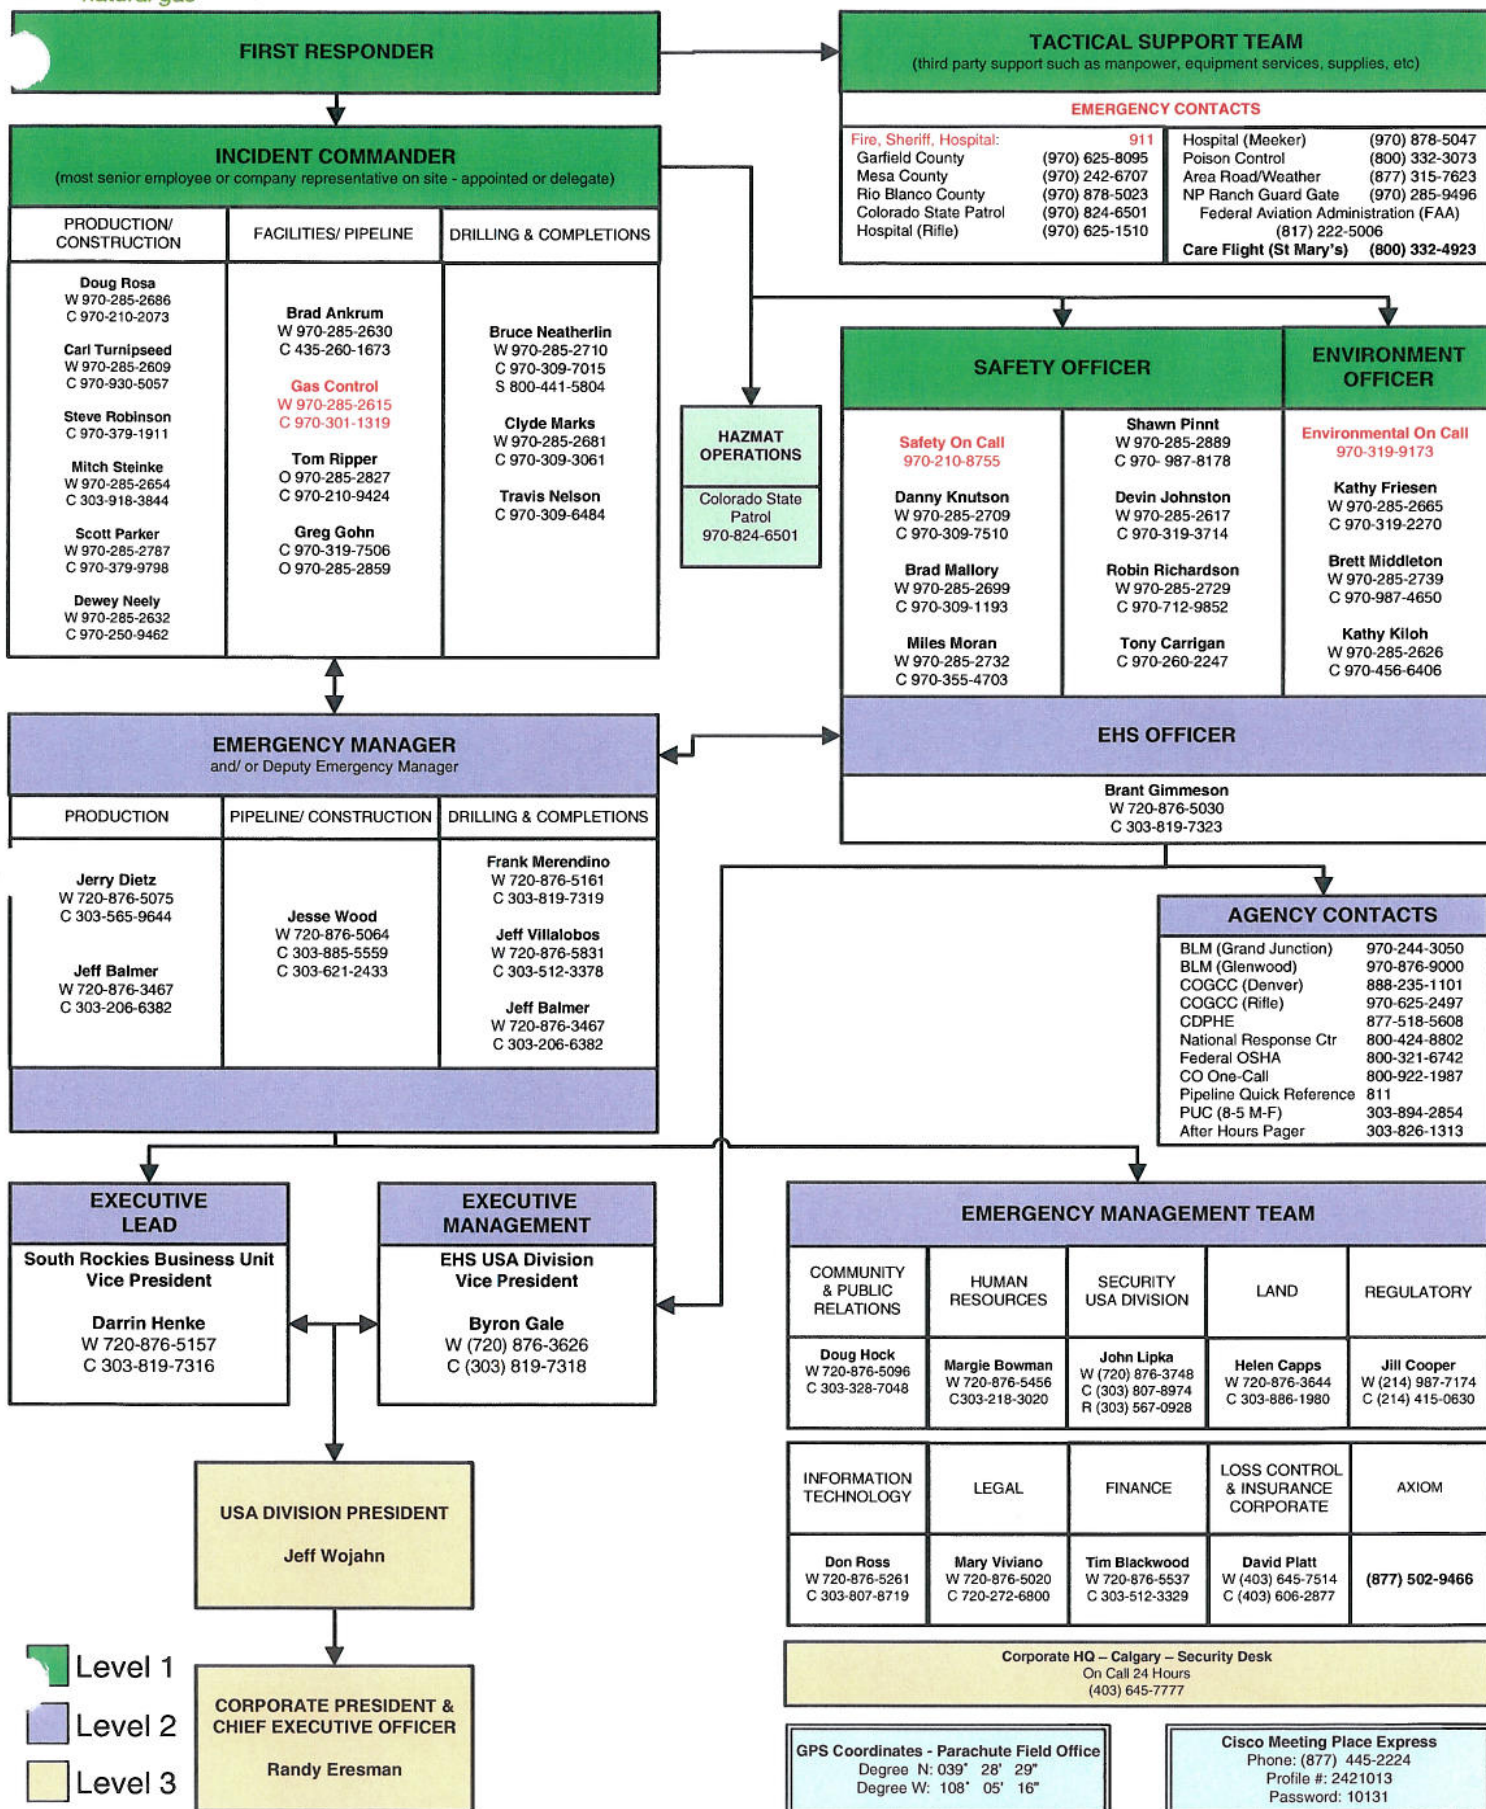 natural gas
FIRST RESPONDER
TACTICAL SUPPORT TEAM
(third party support such as manpower, equipment services, supplies, etc)
EMERGENCY CONTACTS
Fire, Sheriff, Hospital: 911
Garfield County (970) 625-8095
Mesa County (970) 242-6707
Rio Blanco County (970) 878-5023
Colorado State Patrol (970) 824-6501
Hospital (Rifle) (970) 625-1510
Hospital (Meeker) (970) 878-5047
Poison Control (800) 332-3073
Area Road/Weather (877) 315-7623
NP Ranch Guard Gate (970) 285-9496
Federal Aviation Administration (FAA)
(817) 222-5006
Care Flight (St Mary's) (800) 332-4923
INCIDENT COMMANDER
(most senior employee or company representative on site - appointed or delegate)
PRODUCTION/
CONSTRUCTION
Doug Rosa
W 970-285-2686
C 970-210-2073
Carl Turnipseed
W 970-285-2609
C 970-930-5057
Steve Robinson
C 970-379-1911
Mitch Steinke
W 970-285-2654
C 303-918-3844
Scott Parker
W 970-285-2787
C 970-379-9798
Dewey Neely
W 970-285-2632
C 970-250-9462
FACILITIES/ PIPELINE
Brad Ankrum
W 970-285-2630
C 435-260-1673
Gas Control
W 970-285-2615
C 970-301-1319
Tom Ripper
O 970-285-2827
C 970-210-9424
Greg Gohn
C 970-319-7506
O 970-285-2859
DRILLING & COMPLETIONS
Bruce Neatherlin
W 970-285-2710
C 970-309-7015
S 800-441-5804
Clyde Marks
W 970-285-2681
C 970-309-3061
Travis Nelson
C 970-309-6484
HAZMAT
OPERATIONS
Colorado State
Patrol
970-824-6501
SAFETY OFFICER
Safety On Call
970-210-8755
Danny Knutson
W 970-285-2709
C 970-309-7510
Brad Mallory
W 970-285-2699
C 970-309-1193
Miles Moran
W 970-285-2732
C 970-355-4703
Shawn Pinnt
W 970-285-2889
C 970- 987-8178
Devin Johnston
W 970-285-2617
C 970-319-3714
Robin Richardson
W 970-285-2729
C 970-712-9852
Tony Carrigan
C 970-260-2247
ENVIRONMENT
OFFICER
Environmental On Call
970-319-9173
Kathy Friesen
W 970-285-2665
C 970-319-2270
Brett Middleton
W 970-285-2739
C 970-987-4650
Kathy Kiloh
W 970-285-2626
C 970-456-6406
EMERGENCY MANAGER
and/ or Deputy Emergency Manager
PRODUCTION
Jerry Dietz
W 720-876-5075
C 303-565-9644
Jeff Balmer
W 720-876-3467
C 303-206-6382
PIPELINE/ CONSTRUCTION
Jesse Wood
W 720-876-5064
C 303-885-5559
C 303-621-2433
DRILLING & COMPLETIONS
Frank Merendino
W 720-876-5161
C 303-819-7319
Jeff Villalobos
W 720-876-5831
C 303-512-3378
Jeff Balmer
W 720-876-3467
C 303-206-6382
EHS OFFICER
Brant Gimmeson
W 720-876-5030
C 303-819-7323
AGENCY CONTACTS
BLM (Grand Junction) 970-244-3050
BLM (Glenwood) 970-876-9000
COGCC (Denver) 888-235-1101
COGCC (Rifle) 970-625-2497
CDPHE 877-518-5608
National Response Ctr 800-424-8802
Federal OSHA 800-321-6742
CO One-Call 800-922-1987
Pipeline Quick Reference 811
PUC (8-5 M-F) 303-894-2854
After Hours Pager 303-826-1313
EXECUTIVE
LEAD
South Rockies Business Unit
Vice President
Darrin Henke
W 720-876-5157
C 303-819-7316
EXECUTIVE
MANAGEMENT
EHS USA Division
Vice President
Byron Gale
W (720) 876-3626
C (303) 819-7318
EMERGENCY MANAGEMENT TEAM
COMMUNITY
& PUBLIC
RELATIONS
Doug Hock
W 720-876-5096
C 303-328-7048
HUMAN
RESOURCES
Margie Bowman
W 720-876-5456
C303-218-3020
SECURITY
USA DIVISION
John Lipka
W (720) 876-3748
C (303) 807-8974
R (303) 567-0928
LAND
Helen Capps
W 720-876-3644
C 303-886-1980
REGULATORY
Jill Cooper
W (214) 987-7174
C (214) 415-0630
INFORMATION
TECHNOLOGY
Don Ross
W 720-876-5261
C 303-807-8719
LEGAL
Mary Viviano
W 720-876-5020
C 720-272-6800
FINANCE
Tim Blackwood
W 720-876-5537
C 303-512-3329
LOSS CONTROL
& INSURANCE
CORPORATE
David Platt
W (403) 645-7514
C (403) 606-2877
AXIOM
(877) 502-9466
USA DIVISION PRESIDENT
Jeff Wojahn
CORPORATE PRESIDENT &
CHIEF EXECUTIVE OFFICER
Randy Eresman
Level 1
Level 2
Level 3
Corporate HQ – Calgary – Security Desk
On Call 24 Hours
(403) 645-7777
GPS Coordinates - Parachute Field Office
Degree N: 039° 28' 29"
Degree W: 108° 05' 16"
Cisco Meeting Place Express
Phone: (877) 445-2224
Profile #: 2421013
Password: 10131